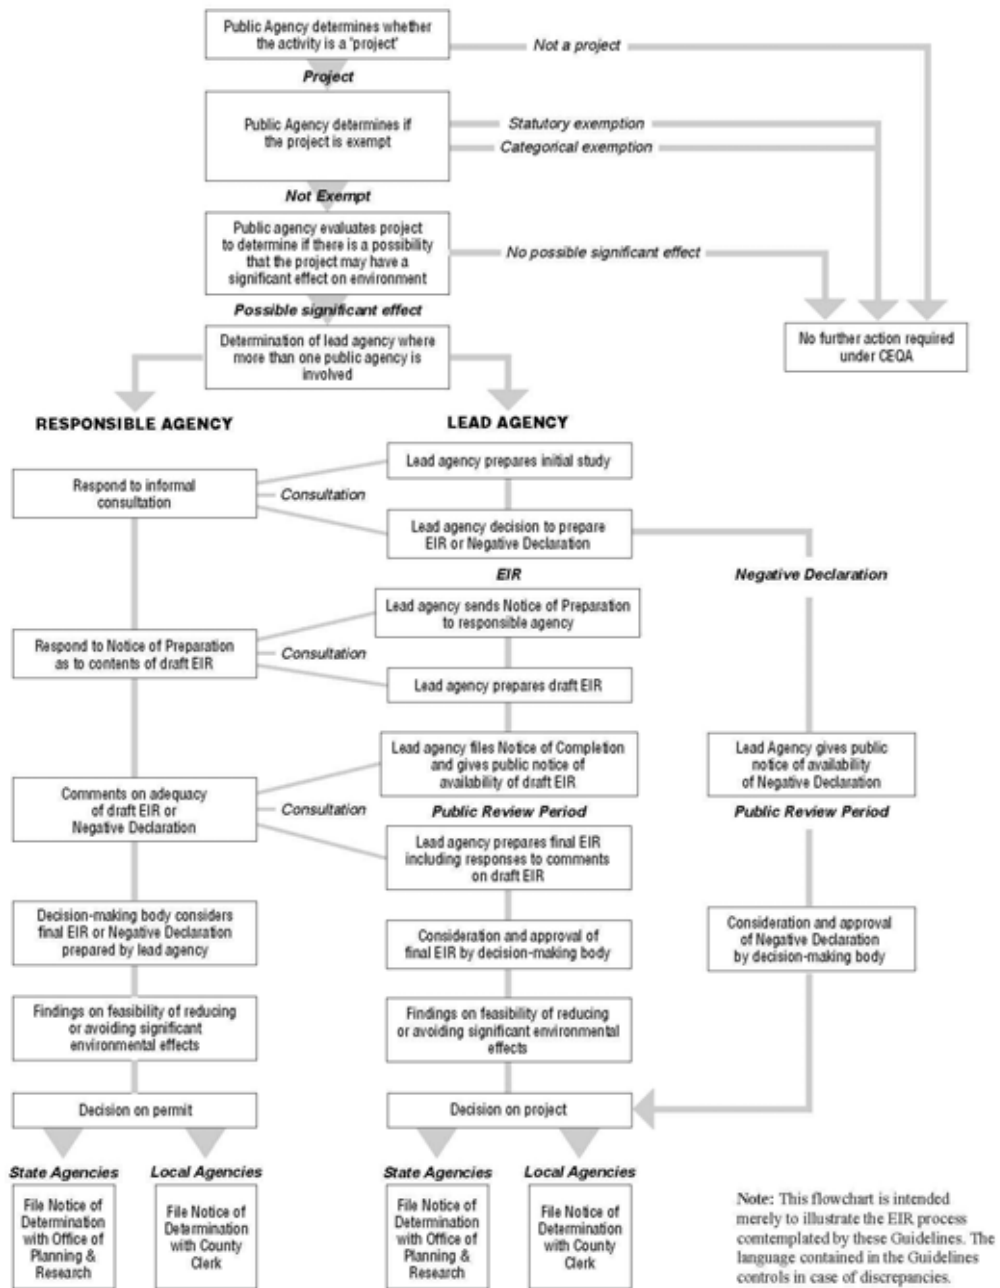 Public Agency determines whether
the activity is a 'project'
Not a project
Project
Public Agency determines if
the project is exempt
Statutory exemption
Categorical exemption
Not Exempt
Public agency evaluates project
to determine if there is a possibility
that the project may have a
significant effect on environment
No possible significant effect
Possible significant effect
No further action required
under CEQA
Determination of lead agency where
more than one public agency is
involved
RESPONSIBLE AGENCY
LEAD AGENCY
Respond to informal
consultation
Consultation
Lead agency prepares initial study
Lead agency decision to prepare
EIR or Negative Declaration
EIR
Negative Declaration
Respond to Notice of Preparation
as to contents of draft EIR
Consultation
Lead agency sends Notice of Preparation
to responsible agency
Lead agency prepares draft EIR
Lead agency files Notice of Completion
and gives public notice of
availability of draft EIR
Lead Agency gives public
notice of availability
of Negative Declaration
Comments on adequacy
of draft EIR or
Negative Declaration
Consultation
Public Review Period
Public Review Period
Lead agency prepares final EIR
including responses to comments
on draft EIR
Decision-making body considers
final EIR or Negative Declaration
prepared by lead agency
Consideration and approval of
final EIR by decision-making body
Consideration and approval
of Negative Declaration
by decision-making body
Findings on feasibility of reducing
or avoiding significant
environmental effects
Findings on feasibility of reducing
or avoiding significant environmental
effects
Decision on permit
Decision on project
State Agencies
Local Agencies
State Agencies
Local Agencies
File Notice of
Determination
with Office of
Planning &
Research
File Notice of
Determination
with County
Clerk
File Notice of
Determination
with Office of
Planning &
Research
File Notice of
Determination
with County
Clerk
Note: This flowchart is intended
merely to illustrate the EIR process
comtemplated by these Guidelines. The
language contained in the Guidelines
controls in case of discrepancies.